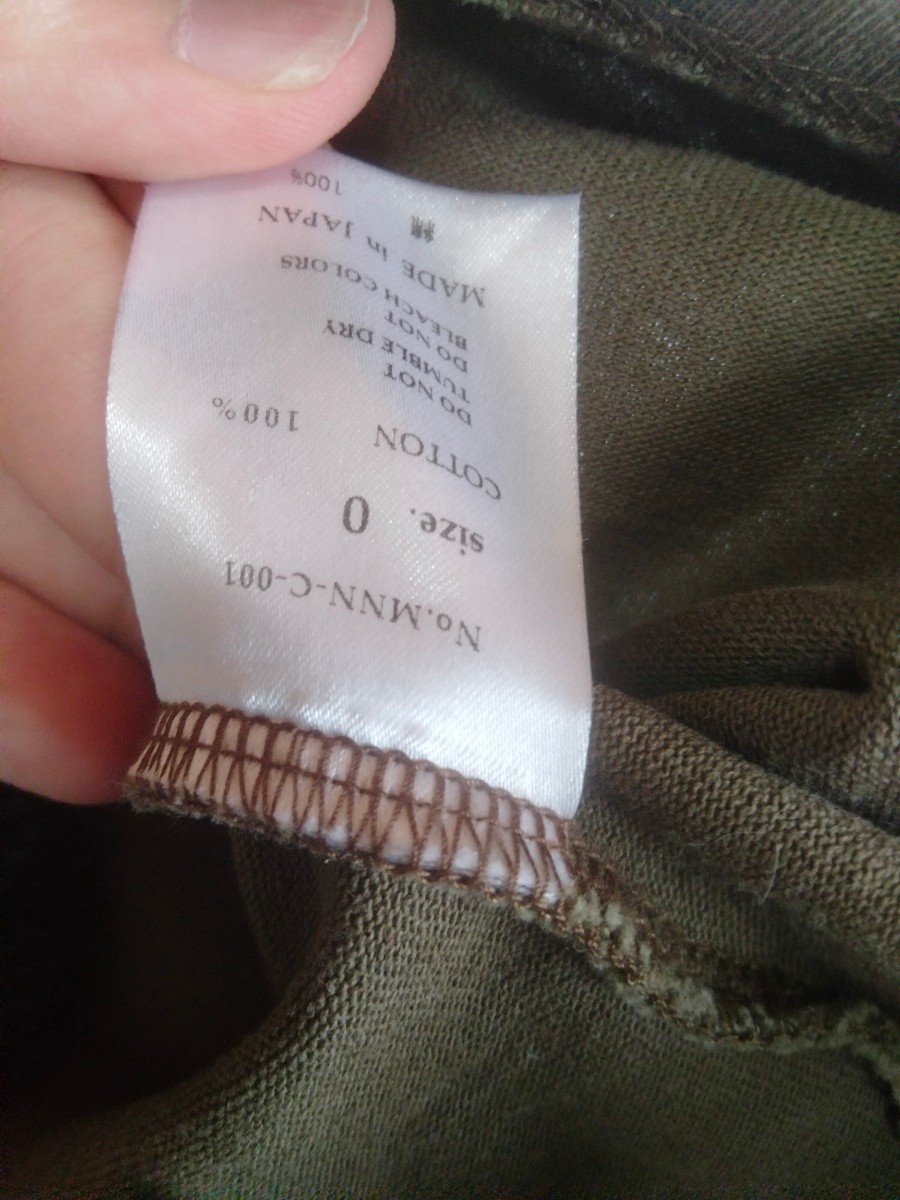 No.MNN-C-001
size. 0
COTTON 100%
DO NOT
TUMBLE DRY
DO NOT
BLEACH COLORS
MADE in JAPAN
綿 100%